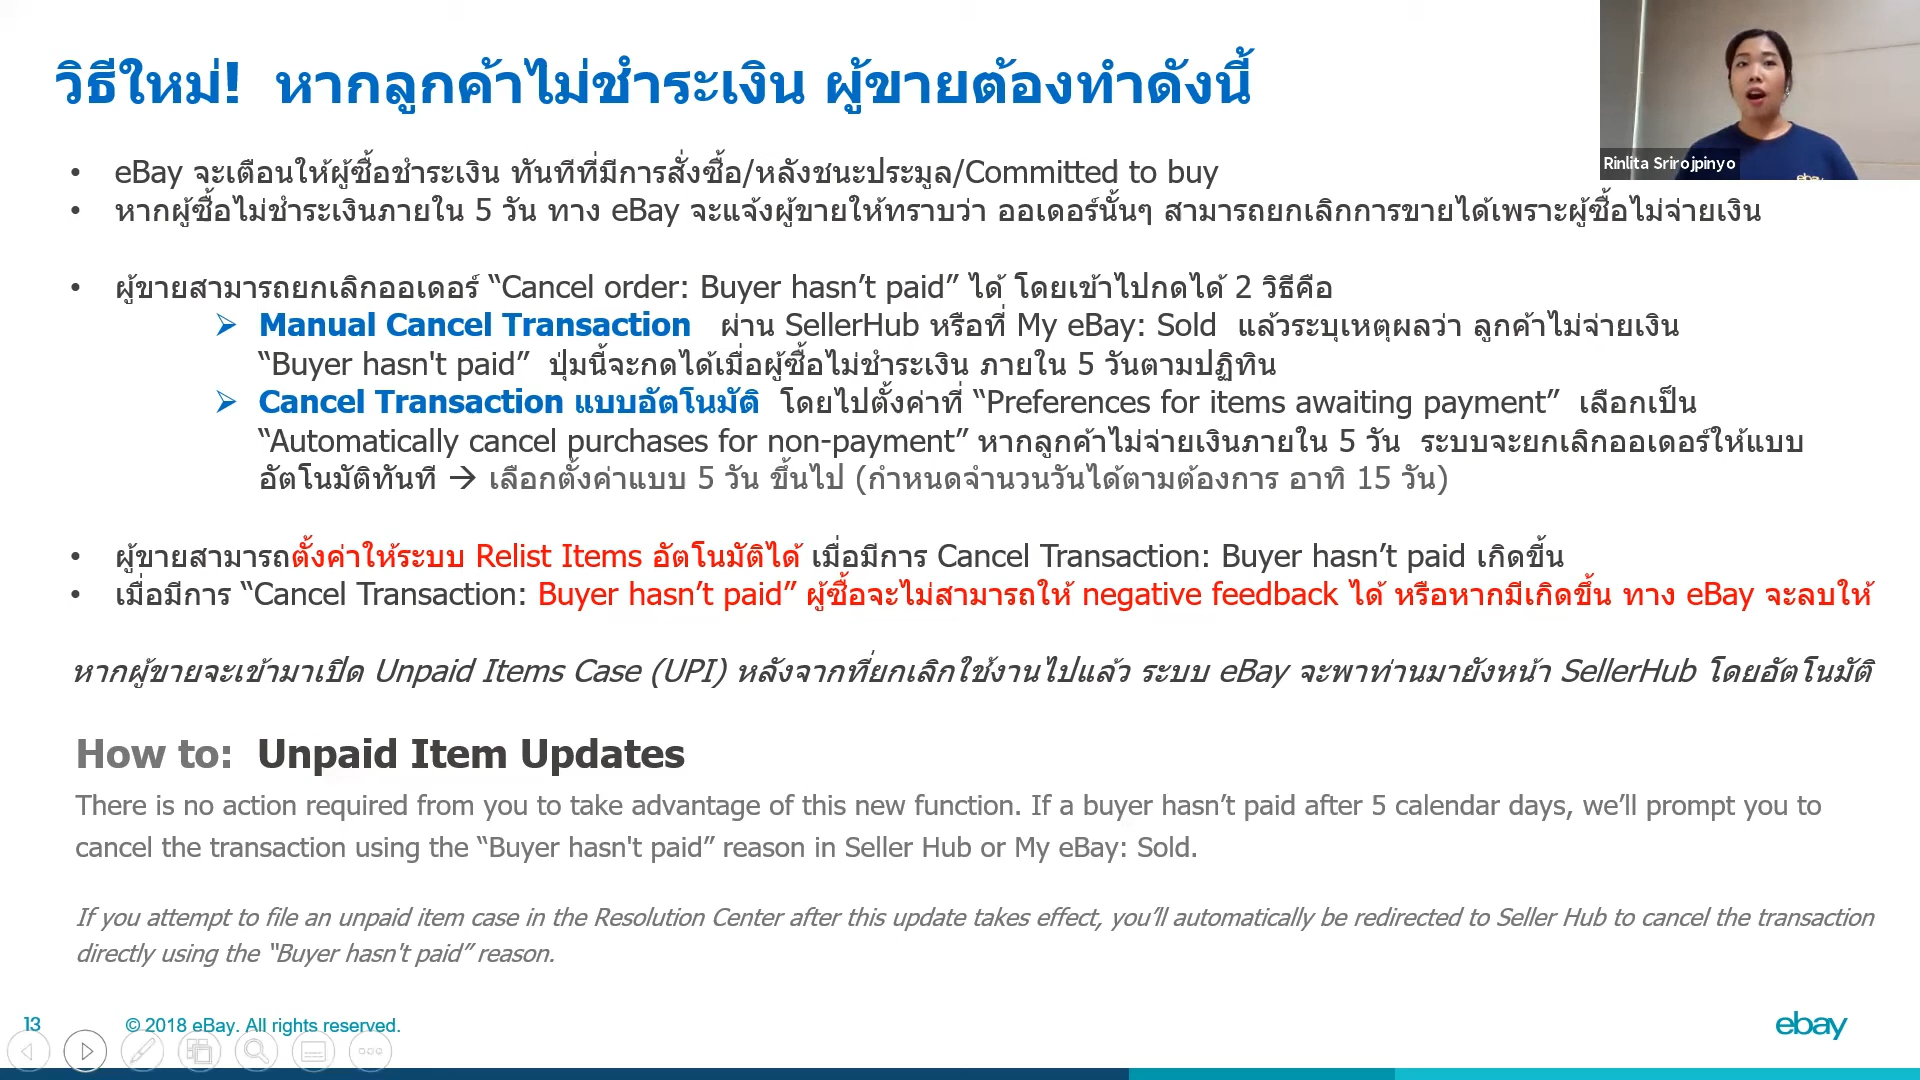 วิธีใหม่!  หากลูกค้าไม่ชำระเงิน ผู้ขายต้องทำดังนี้
Rinlita Srirojpinyo
ebay
• eBay จะเตือนให้ผู้ซื้อชำระเงิน ทันทีที่มีการสั่งซื้อ/หลังชนะประมูล/Committed to buy
• หากผู้ซื้อไม่ชำระเงินภายใน 5 วัน ทาง eBay จะแจ้งผู้ขายให้ทราบว่า ออเดอร์นั้นๆ สามารถยกเลิกการขายได้เพราะผู้ซื้อไม่จ่ายเงิน
• ผู้ขายสามารถยกเลิกออเดอร์ “Cancel order: Buyer hasn’t paid” ได้ โดยเข้าไปกดได้ 2 วิธีคือ
➢ Manual Cancel Transaction   ผ่าน SellerHub หรือที่ My eBay: Sold  แล้วระบุเหตุผลว่า ลูกค้าไม่จ่ายเงิน
“Buyer hasn't paid”  ปุ่มนี้จะกดได้เมื่อผู้ซื้อไม่ชำระเงิน ภายใน 5 วันตามปฏิทิน
➢ Cancel Transaction แบบอัตโนมัติ  โดยไปตั้งค่าที่ “Preferences for items awaiting payment”  เลือกเป็น
“Automatically cancel purchases for non-payment” หากลูกค้าไม่จ่ายเงินภายใน 5 วัน  ระบบจะยกเลิกออเดอร์ให้แบบ
อัตโนมัติทันที → เลือกตั้งค่าแบบ 5 วัน ขึ้นไป (กำหนดจำนวนวันได้ตามต้องการ อาทิ 15 วัน)
• ผู้ขายสามารถตั้งค่าให้ระบบ Relist Items อัตโนมัติได้ เมื่อมีการ Cancel Transaction: Buyer hasn’t paid เกิดขี้น
• เมื่อมีการ “Cancel Transaction: Buyer hasn’t paid” ผู้ซื้อจะไม่สามารถให้ negative feedback ได้ หรือหากมีเกิดขึ้น ทาง eBay จะลบให้
หากผู้ขายจะเข้ามาเปิด Unpaid Items Case (UPI) หลังจากที่ยกเลิกใช้งานไปแล้ว ระบบ eBay จะพาท่านมายังหน้า SellerHub โดยอัตโนมัติ
How to:  Unpaid Item Updates
There is no action required from you to take advantage of this new function. If a buyer hasn’t paid after 5 calendar days, we’ll prompt you to
cancel the transaction using the “Buyer hasn't paid” reason in Seller Hub or My eBay: Sold.
If you attempt to file an unpaid item case in the Resolution Center after this update takes effect, you’ll automatically be redirected to Seller Hub to cancel the transaction
directly using the “Buyer hasn't paid” reason.
13
© 2018 eBay. All rights reserved.
ebay